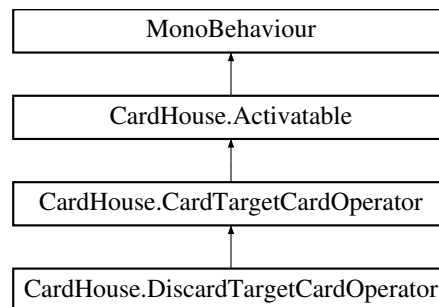 MonoBehaviour
CardHouse.Activatable
CardHouse.CardTargetCardOperator
CardHouse.DiscardTargetCardOperator